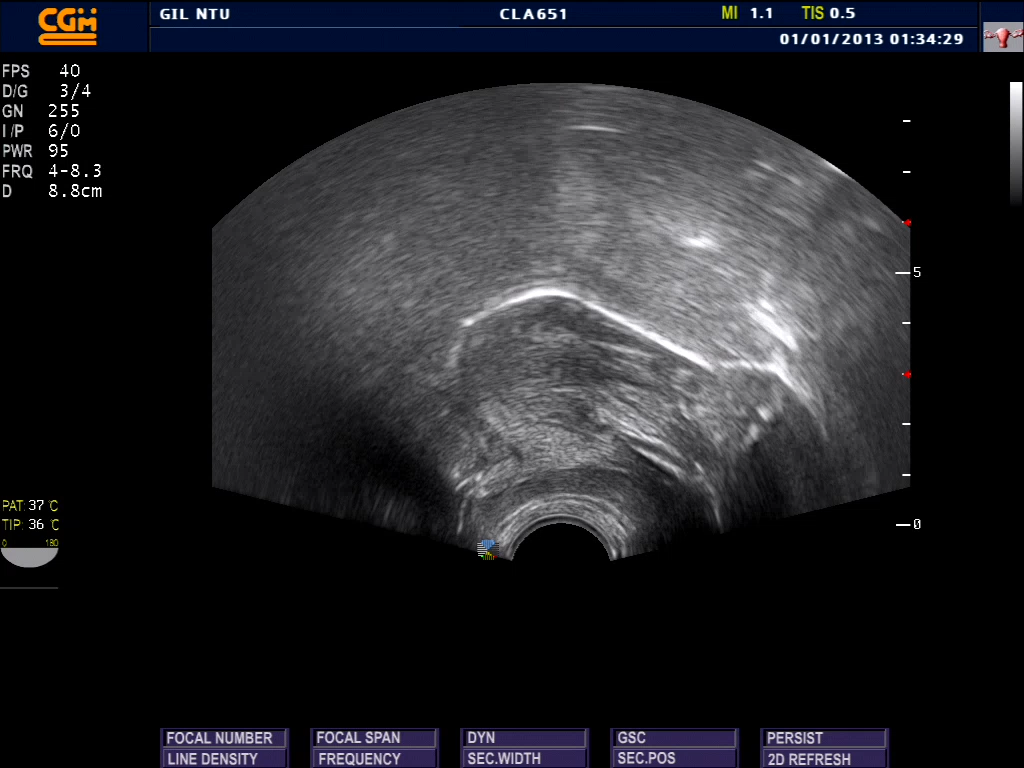 CGM
GIL NTU
CLA651
MI 1.1 TIS 0.5
01/01/2013 01:34:29
FPS 40
D/G 3/4
GN 255
I/P 6/0
PWR 95
FRQ 4-8.3
D 8.8cm
5
PAT: 37 °C
TIP: 36 °C
0 180
0
FOCAL NUMBER
FOCAL SPAN
DYN
GSC
PERSIST
LINE DENSITY
FREQUENCY
SEC.WIDTH
SEC.POS
2D REFRESH